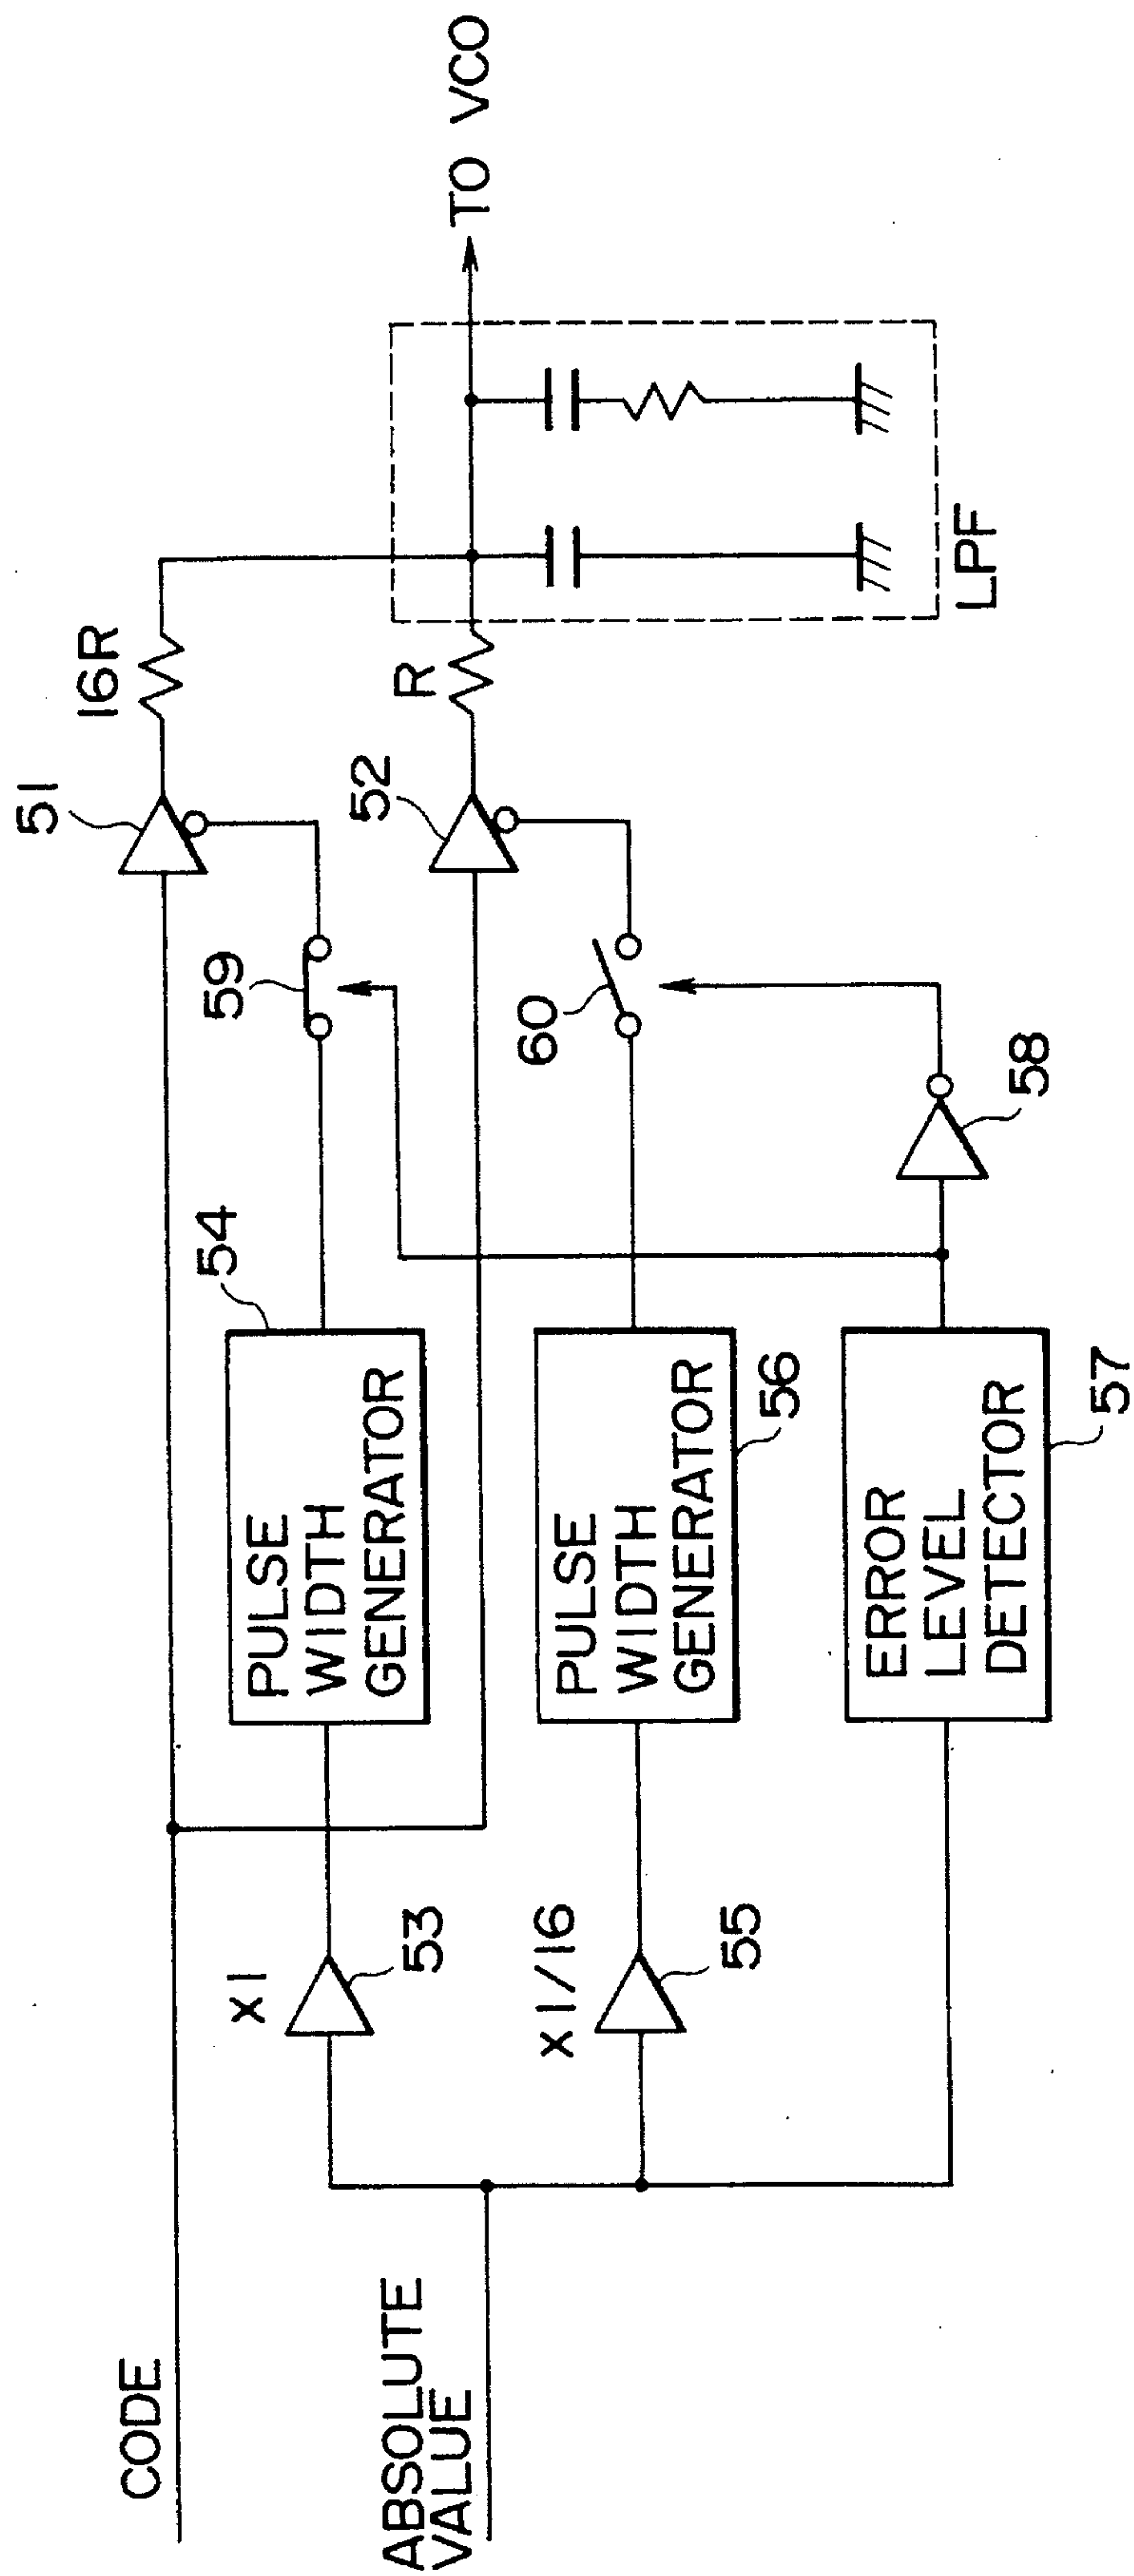 CODE
ABSOLUTE
VALUE
X1
53
X1/16
55
PULSE
WIDTH
GENERATOR
54
PULSE
WIDTH
GENERATOR
56
ERROR
LEVEL
DETECTOR
57
58
59
60
51
52
16R
R
LPF
TO VCO